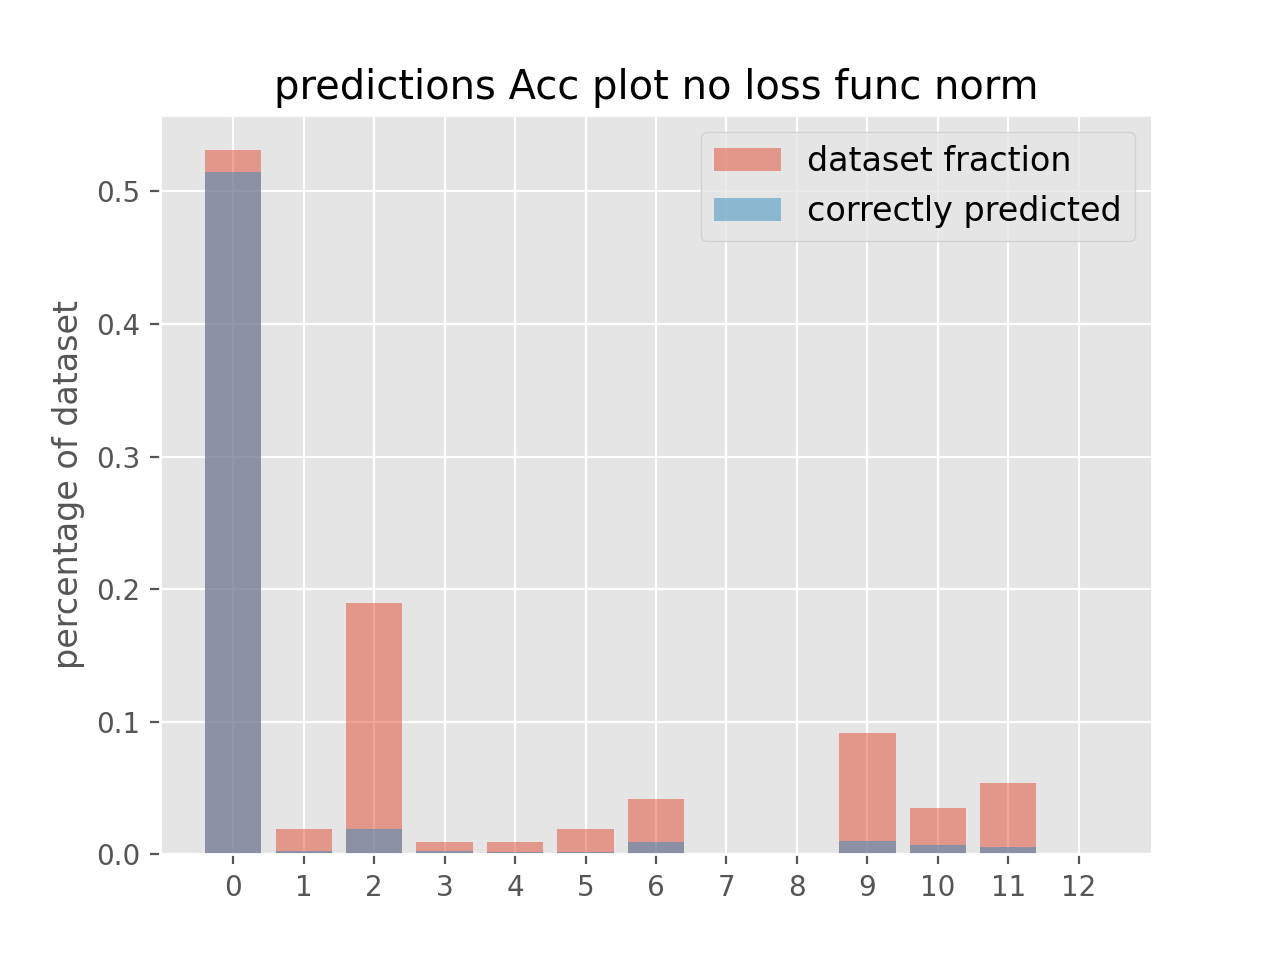 predictions Acc plot no loss func norm
dataset fraction
correctly predicted
percentage of dataset
0.5
0.4
0.3
0.2
0.1
0.0
0 1 2 3 4 5 6 7 8 9 10 11 12